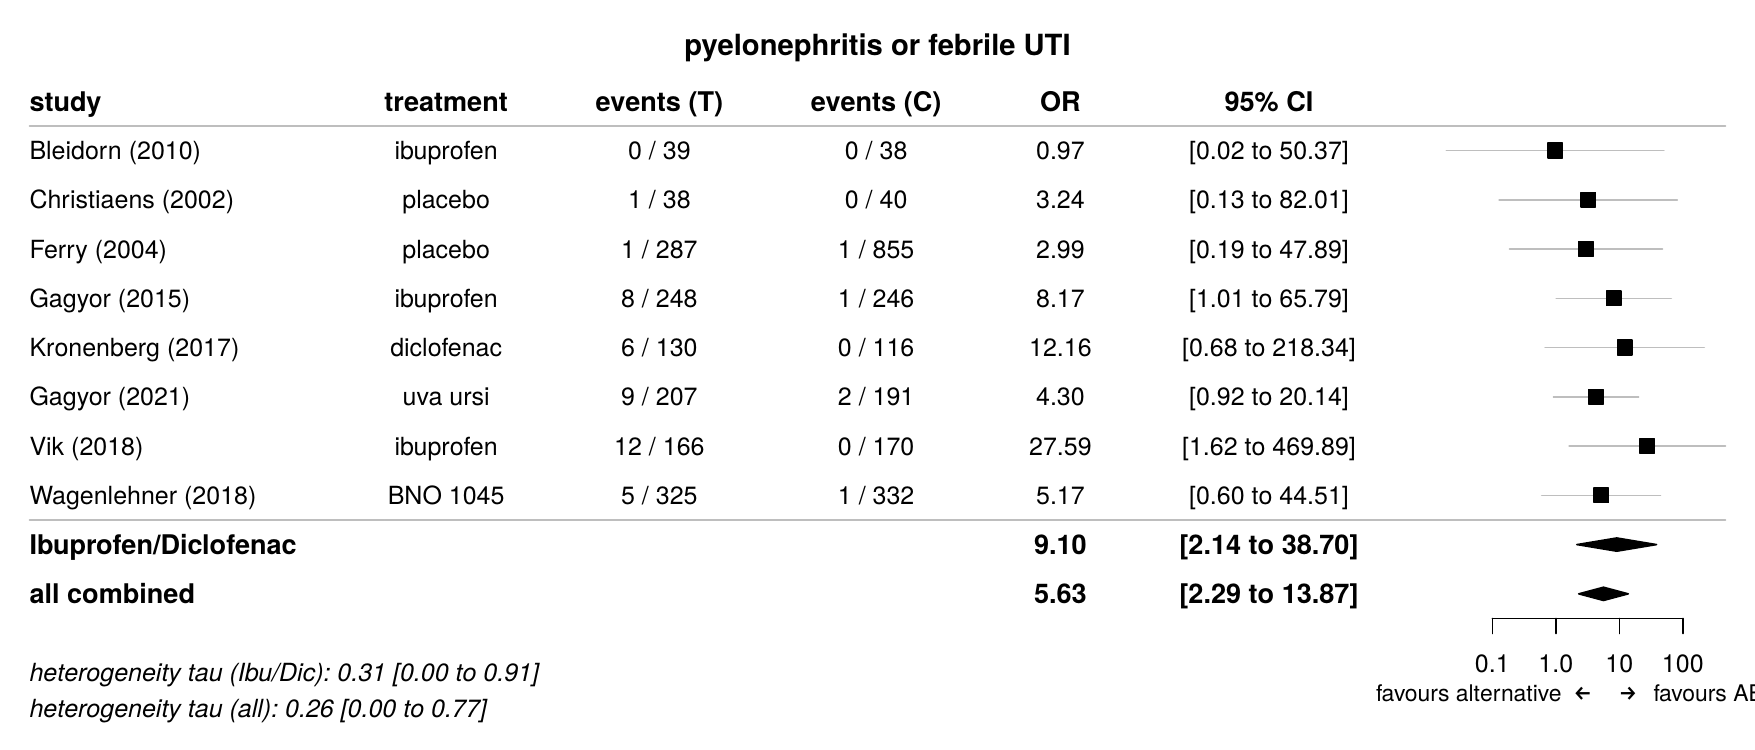 pyelonephritis or febrile UTI
study treatment events (T) events (C) OR 95% CI
Bleidorn (2010) ibuprofen 0 / 39 0 / 38 0.97 [0.02 to 50.37]
Christiaens (2002) placebo 1 / 38 0 / 40 3.24 [0.13 to 82.01]
Ferry (2004) placebo 1 / 287 1 / 855 2.99 [0.19 to 47.89]
Gagyor (2015) ibuprofen 8 / 248 1 / 246 8.17 [1.01 to 65.79]
Kronenberg (2017) diclofenac 6 / 130 0 / 116 12.16 [0.68 to 218.34]
Gagyor (2021) uva ursi 9 / 207 2 / 191 4.30 [0.92 to 20.14]
Vik (2018) ibuprofen 12 / 166 0 / 170 27.59 [1.62 to 469.89]
Wagenlehner (2018) BNO 1045 5 / 325 1 / 332 5.17 [0.60 to 44.51]
Ibuprofen/Diclofenac 9.10 [2.14 to 38.70]
all combined 5.63 [2.29 to 13.87]
0.1 1.0 10 100
favours alternative ← → favours
heterogeneity tau (Ibu/Dic): 0.31 [0.00 to 0.91]
heterogeneity tau (all): 0.26 [0.00 to 0.77]